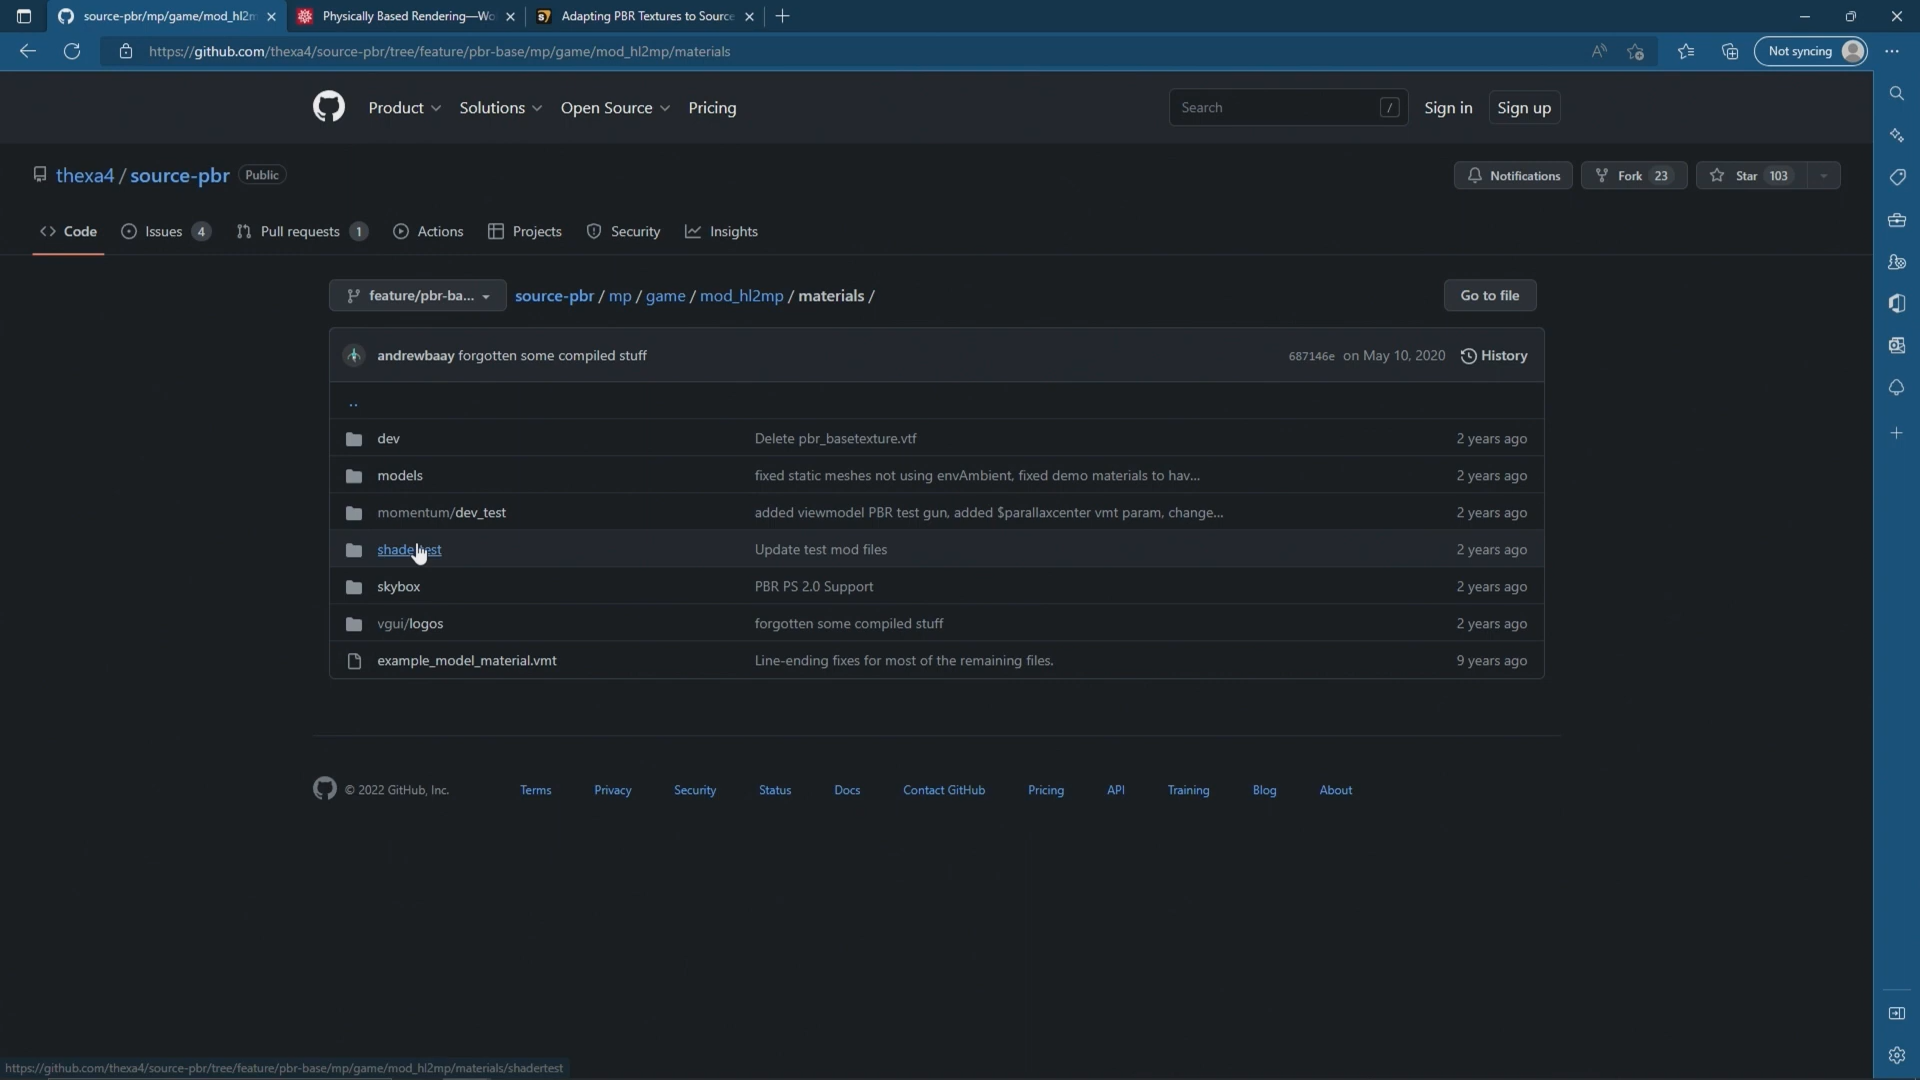 source-pbr/mp/game/mod_hl2m
Physically Based Rendering—Wo
Adapting PBR Textures to Source
https://github.com/thexa4/source-pbr/tree/feature/pbr-base/mp/game/mod_hl2mp/materials
Not syncing
Product
Solutions
Open Source
Pricing
Search
/
Sign in
Sign up
thexa4 / source-pbr
Public
Notifications
Fork 23
Star 103
Code
Issues 4
Pull requests 1
Actions
Projects
Security
Insights
feature/pbr-ba...
source-pbr / mp / game / mod_hl2mp / materials /
Go to file
andrewbaay forgotten some compiled stuff
687146e on May 10, 2020
History
..
dev Delete pbr_basetexture.vtf 2 years ago
models fixed static meshes not using envAmbient, fixed demo materials to hav... 2 years ago
momentum/dev_test added viewmodel PBR test gun, added $parallaxcenter vmt param, change... 2 years ago
shadertest Update test mod files 2 years ago
skybox PBR PS 2.0 Support 2 years ago
vgui/logos forgotten some compiled stuff 2 years ago
example_model_material.vmt Line-ending fixes for most of the remaining files. 9 years ago
© 2022 GitHub, Inc.
Terms
Privacy
Security
Status
Docs
Contact GitHub
Pricing
API
Training
Blog
About
https://github.com/thexa4/source-pbr/tree/feature/pbr-base/mp/game/mod_hl2mp/materials/shadertest